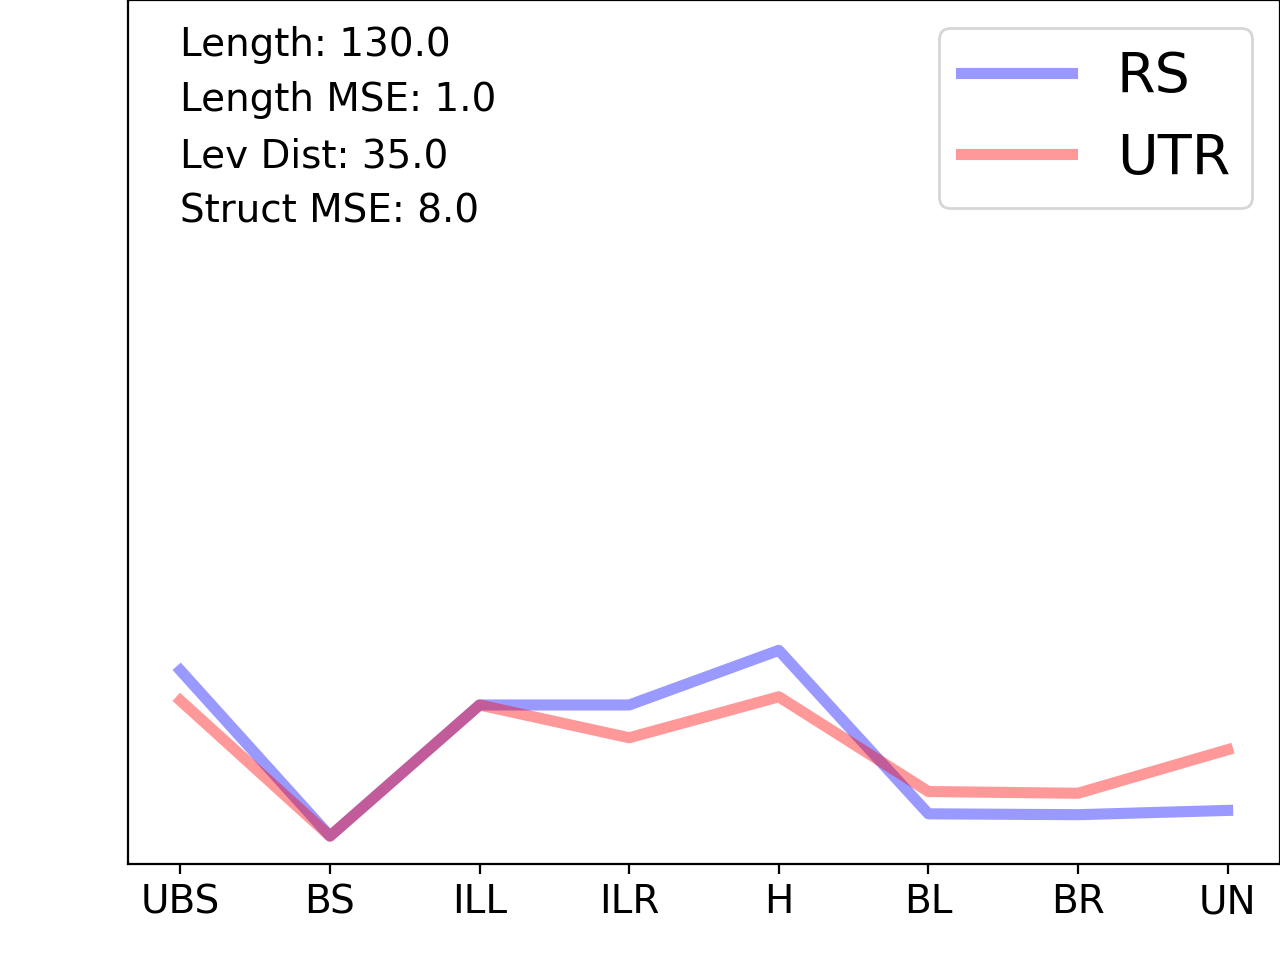 Length: 130.0
Length MSE: 1.0
Lev Dist: 35.0
Struct MSE: 8.0
RS
UTR
UBS BS ILL ILR H BL BR UN